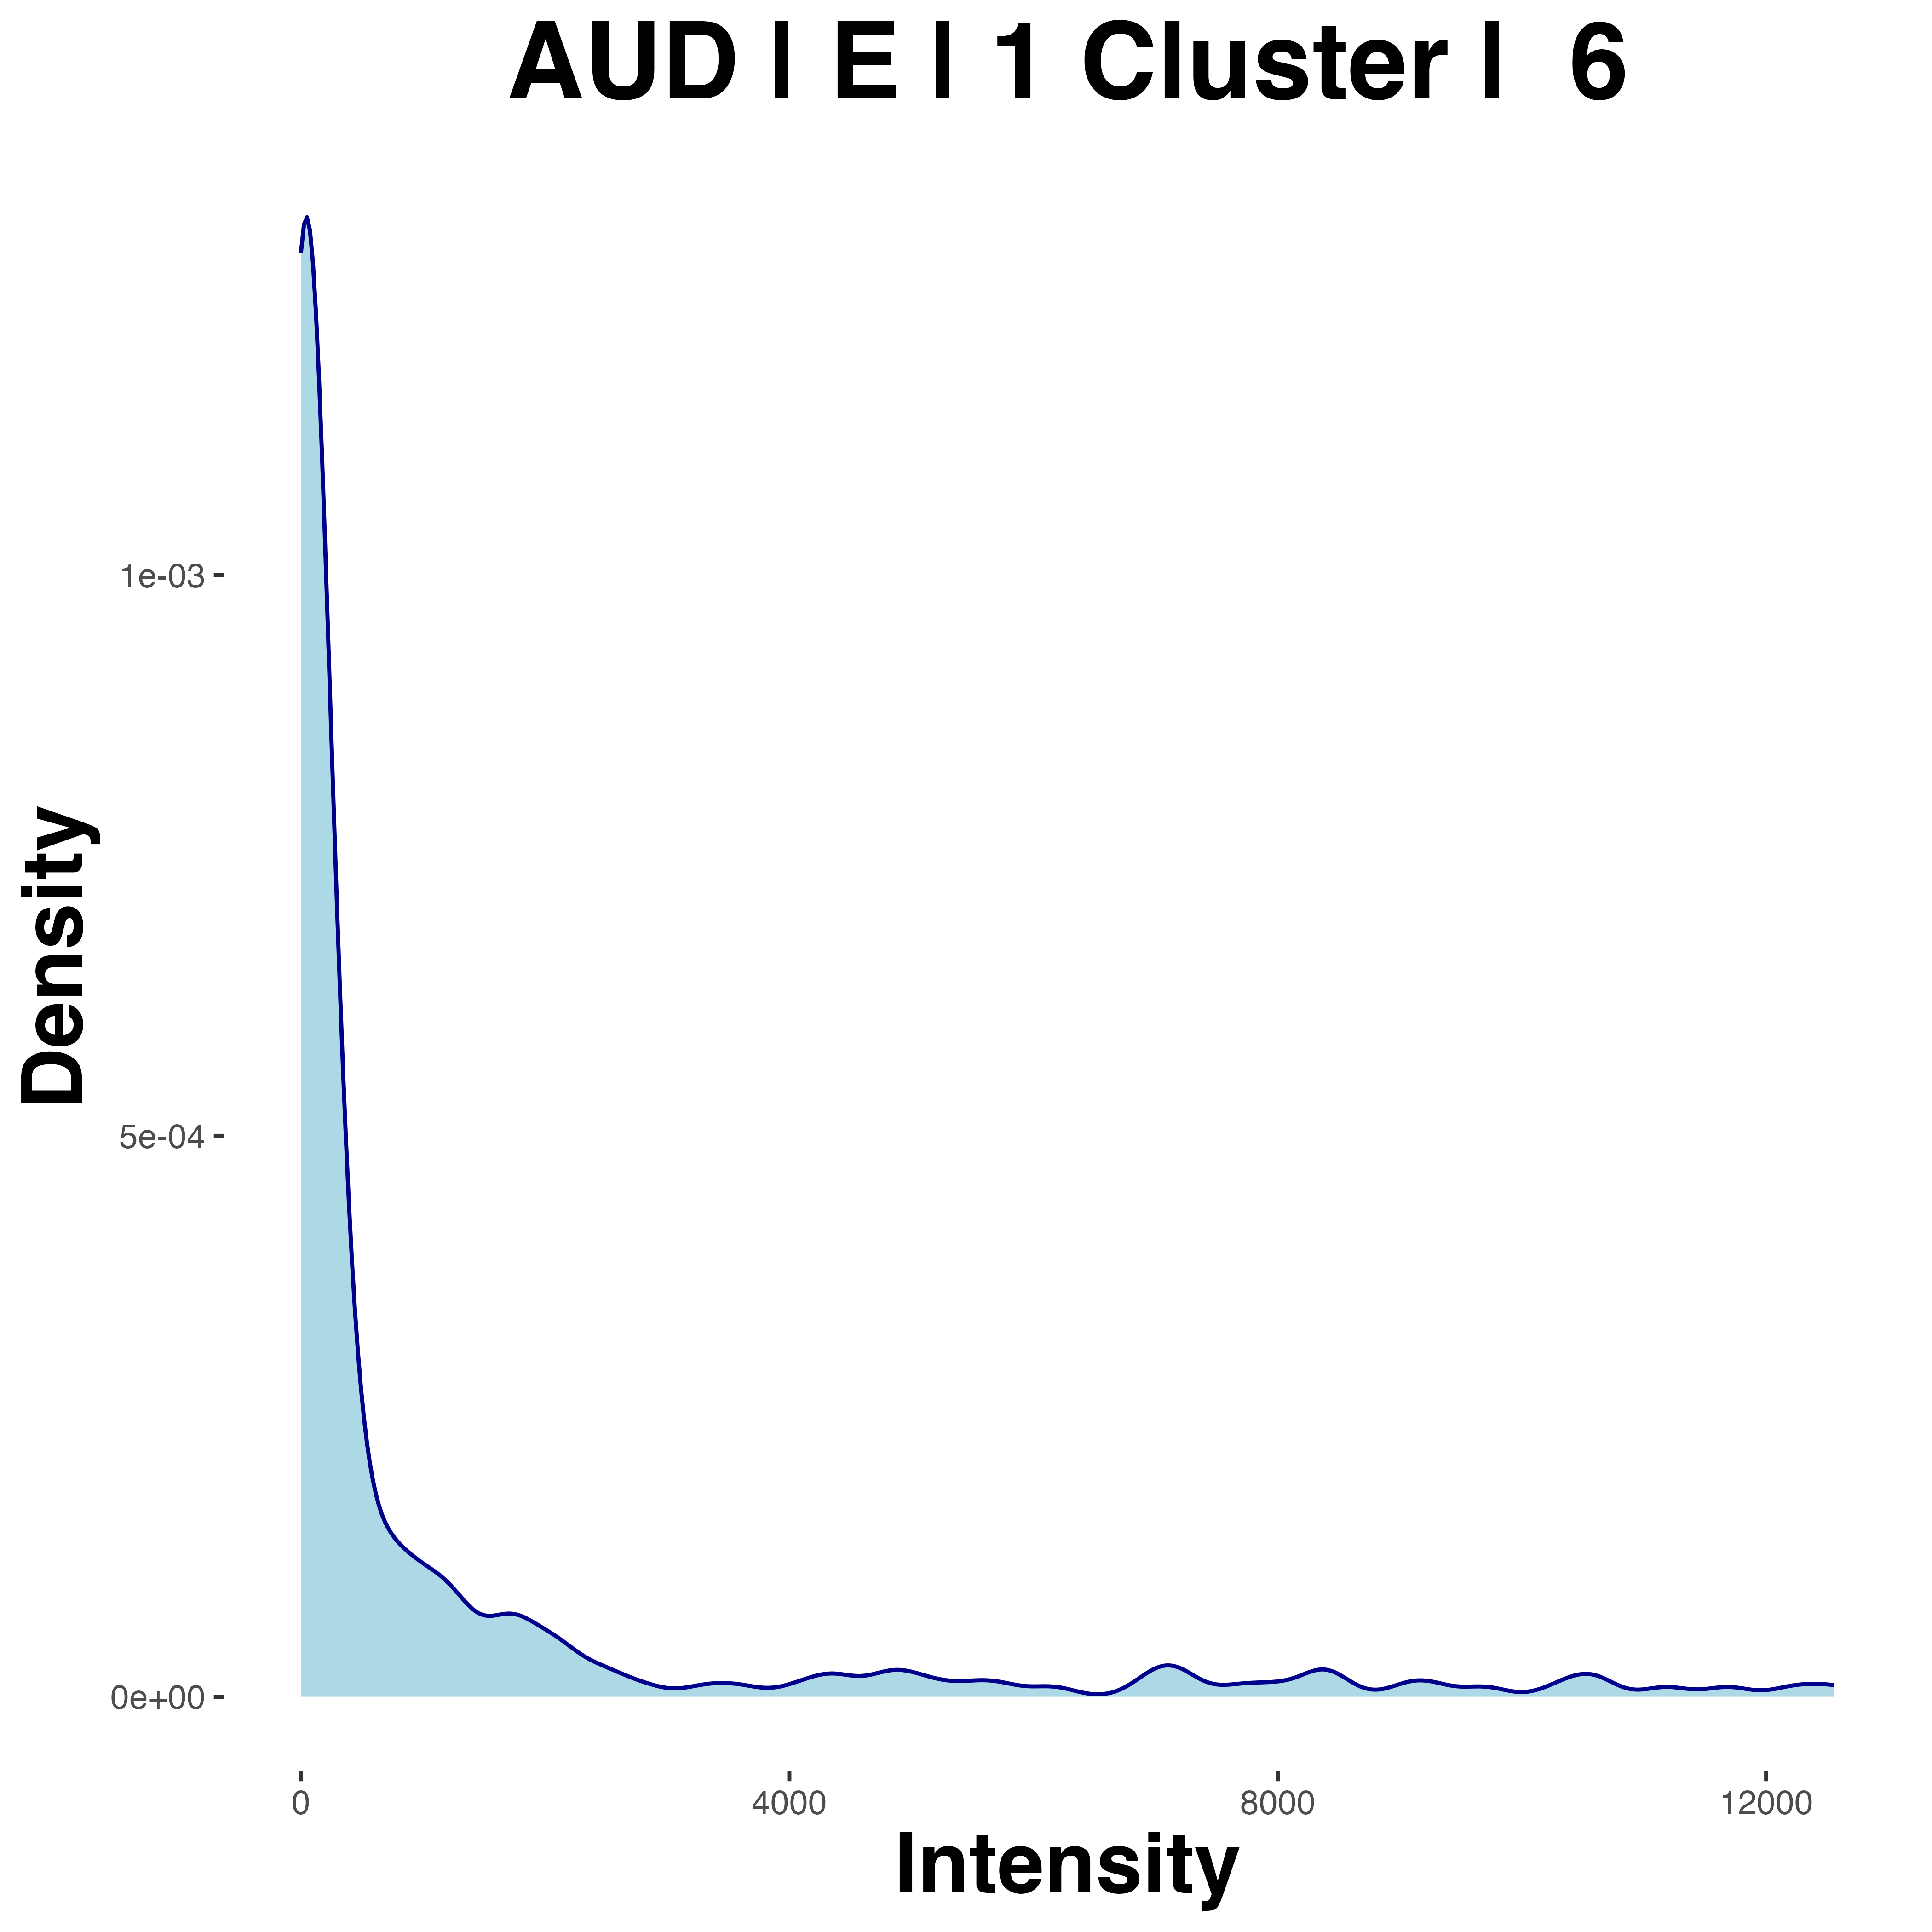 AUD | E | 1 Cluster |  6
1e-03
5e-04
0e+00
Density
0 4000 8000 12000
Intensity